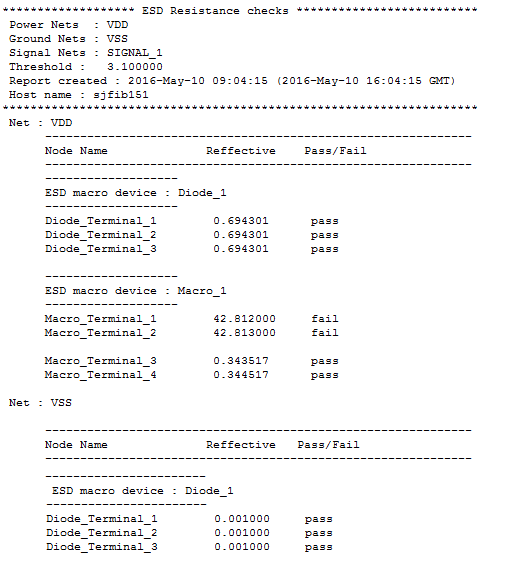 ******************* ESD Resistance checks **************************
Power Nets : VDD
Ground Nets : VSS
Signal Nets : SIGNAL_1
Threshold : 3.100000
Report created : 2016-May-10 09:04:15 (2016-May-10 16:04:15 GMT)
Host name : sjfib151
********************************************************************
Net : VDD
-------------------------------------------------------------
Node Name Reffective Pass/Fail
-------------------------------------------------------------
-------------------
ESD macro device : Diode_1
-------------------
Diode_Terminal_1 0.694301 pass
Diode_Terminal_2 0.694301 pass
Diode_Terminal_3 0.694301 pass
-------------------
ESD macro device : Macro_1
-------------------
Macro_Terminal_1 42.812000 fail
Macro_Terminal_2 42.813000 fail
Macro_Terminal_3 0.343517 pass
Macro_Terminal_4 0.344517 pass
Net : VSS
-------------------------------------------------------------
Node Name Reffective Pass/Fail
-------------------------------------------------------------
-----------------------
ESD macro device : Diode_1
-----------------------
Diode_Terminal_1 0.001000 pass
Diode_Terminal_2 0.001000 pass
Diode_Terminal_3 0.001000 pass